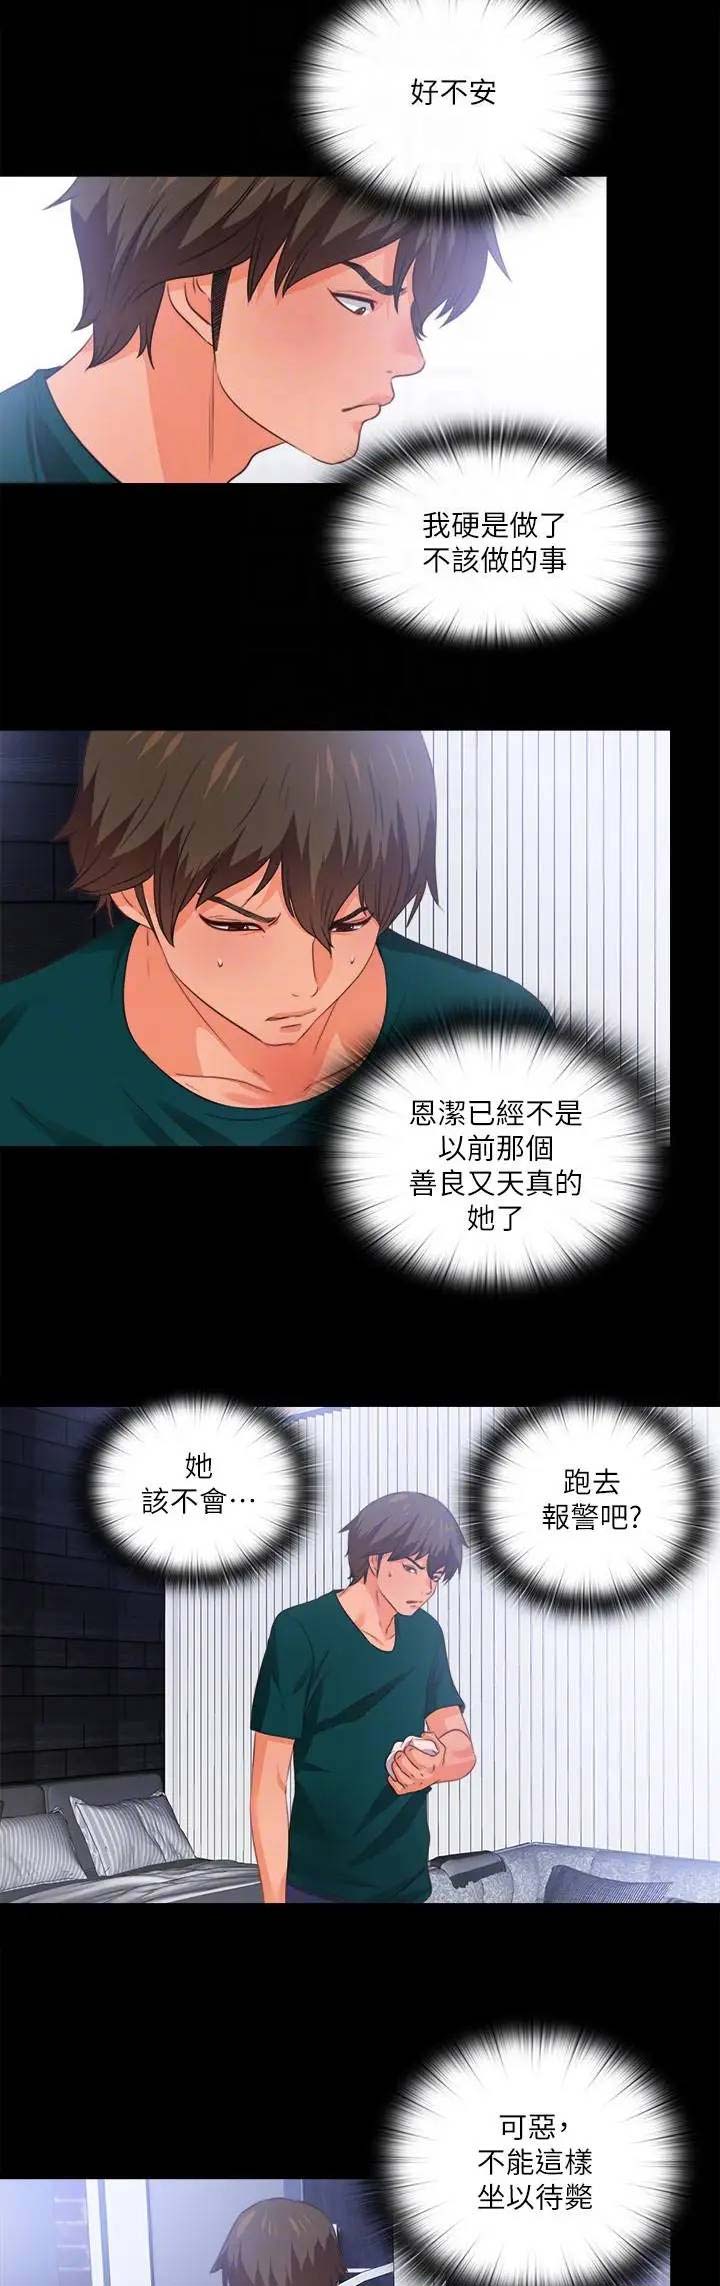 好不安
我硬是做了
不該做的事
恩潔已經不是
以前那個
善良又天真的
她了
她
該不會…
跑去
報警吧?
可惡，
不能這樣
坐以待斃